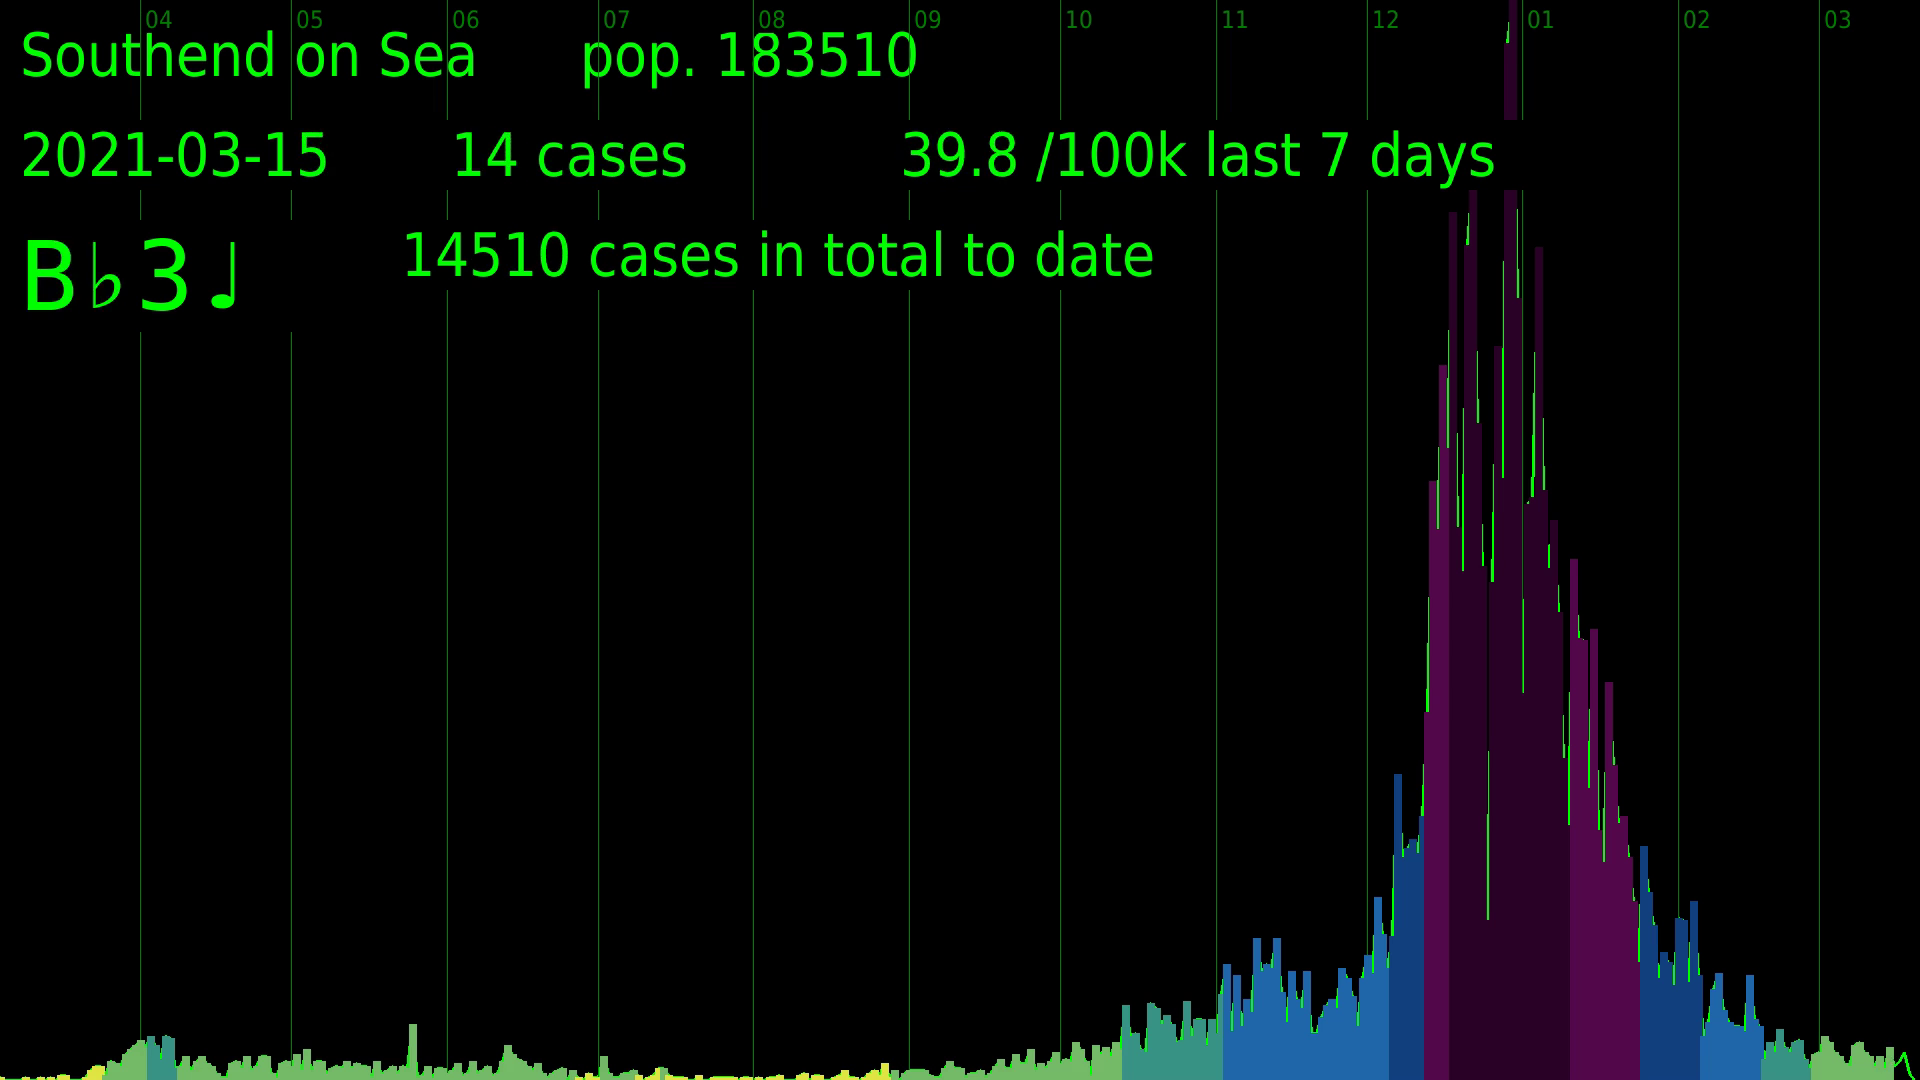 04 05 06 07 08 09 10 11 12 01 02 03
Southend on Sea pop. 183510
2021-03-15 14 cases 39.8 /100k last 7 days
B♭3♩ 14510 cases in total to date